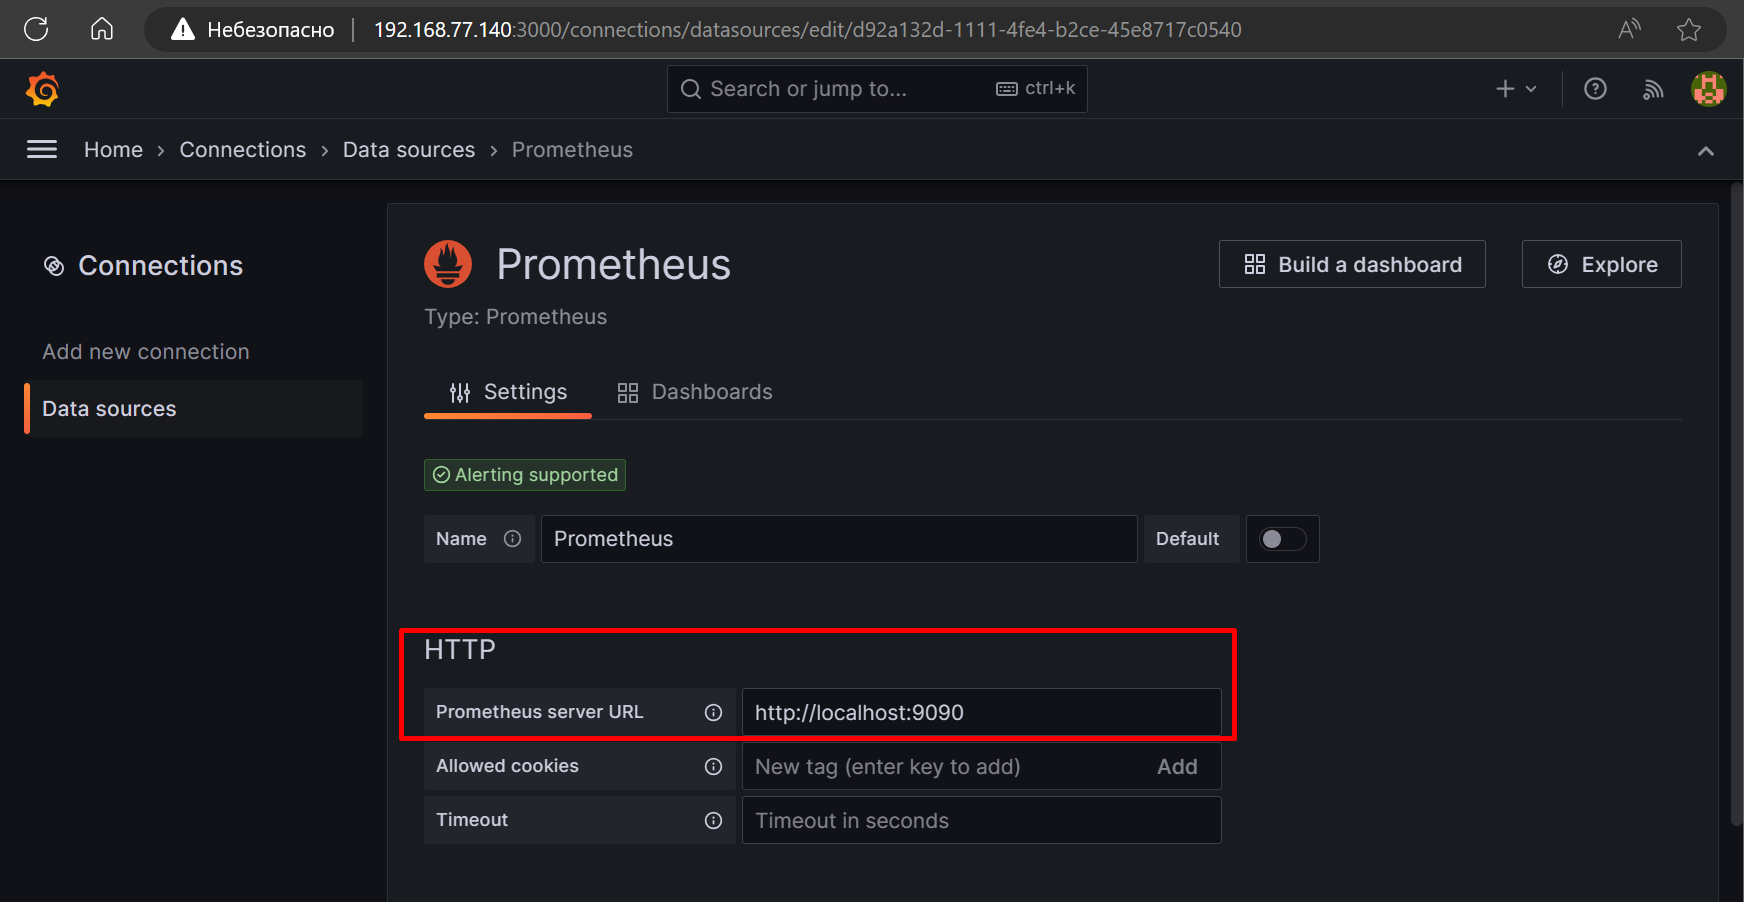 Небезопасно 192.168.77.140:3000/connections/datasources/edit/d92a132d-1111-4fe4-b2ce-45e8717c0540
Search or jump to... ctrl+k
Home › Connections › Data sources › Prometheus
Connections
Add new connection
Data sources
Prometheus
Build a dashboard
Explore
Type: Prometheus
Settings
Dashboards
Alerting supported
Name Prometheus Default
HTTP
Prometheus server URL http://localhost:9090
Allowed cookies New tag (enter key to add) Add
Timeout Timeout in seconds